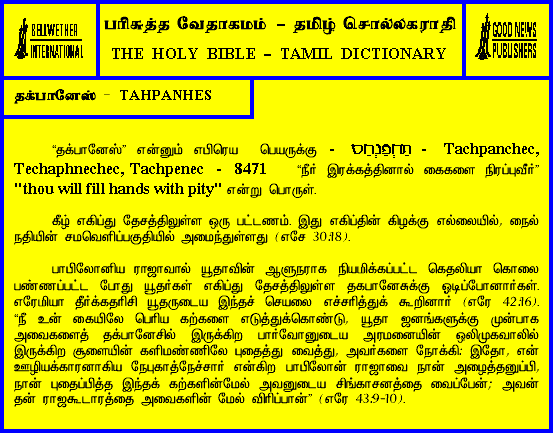 BELLWETHER
INTERNATIONAL
பரிசுத்த வேதாகமம் – தமிழ் சொல்லகராதி
THE HOLY BIBLE – TAMIL DICTIONARY
GOOD NEWS
PUBLISHERS
தக்பானேஸ் – TAHPANHES
“தக்பானேஸ்” என்னும் எபிரெய பெயருக்கு - - Tachpanchec,
Techaphnechec, Tachpenec - 8471 “நீர் இரக்கத்தினால் கைகளை நிரப்புவீர்”
"thou will fill hands with pity" என்று பொருள்.
கீழ் எகிப்து தேசத்திலுள்ள ஒரு பட்டணம். இது எகிப்தின் கிழக்கு எல்லையில், நைல்
நதியின் சமவெளிப்பகுதியில் அமைந்துள்ளது (எசே 30:18).
பாபிலோனிய ராஜாவால் யூதாவின் ஆளுநராக நியமிக்கப்பட்ட கெதலியா கொலை
பண்ணப்பட்ட போது யூதர்கள் எகிப்து தேசத்திலுள்ள தகபானேசுக்கு ஓடிப்போனார்கள்.
எரேமியா தீர்க்கதரிசி யூதருடைய இந்தச் செயலை எச்சரித்துக் கூறினார் (எரே 42:16).
“நீ உன் கையிலே பெரிய கற்களை எடுத்துக்கொண்டு, யூதா ஜனங்களுக்கு முன்பாக
அவைகளைத் தக்பானேசில் இருக்கிற பார்வோனுடைய அரமனையின் ஒலிமுகவாலில்
இருக்கிற சூளையின் களிமண்ணிலே புதைத்து வைத்து, அவர்களை நோக்கி: இதோ, என்
ஊழியக்காரனாகிய நேபுகாத்நேச்சார் என்கிற பாபிலோன் ராஜாவை நான் அழைத்தனுப்பி,
நான் புதைப்பித்த இந்தக் கற்களின்மேல் அவனுடைய சிங்காசனத்தை வைப்பேன்; அவன்
தன் ராஜகூடாரத்தை அவைகளின் மேல் விரிப்பான்” (எரே 43.9-10).